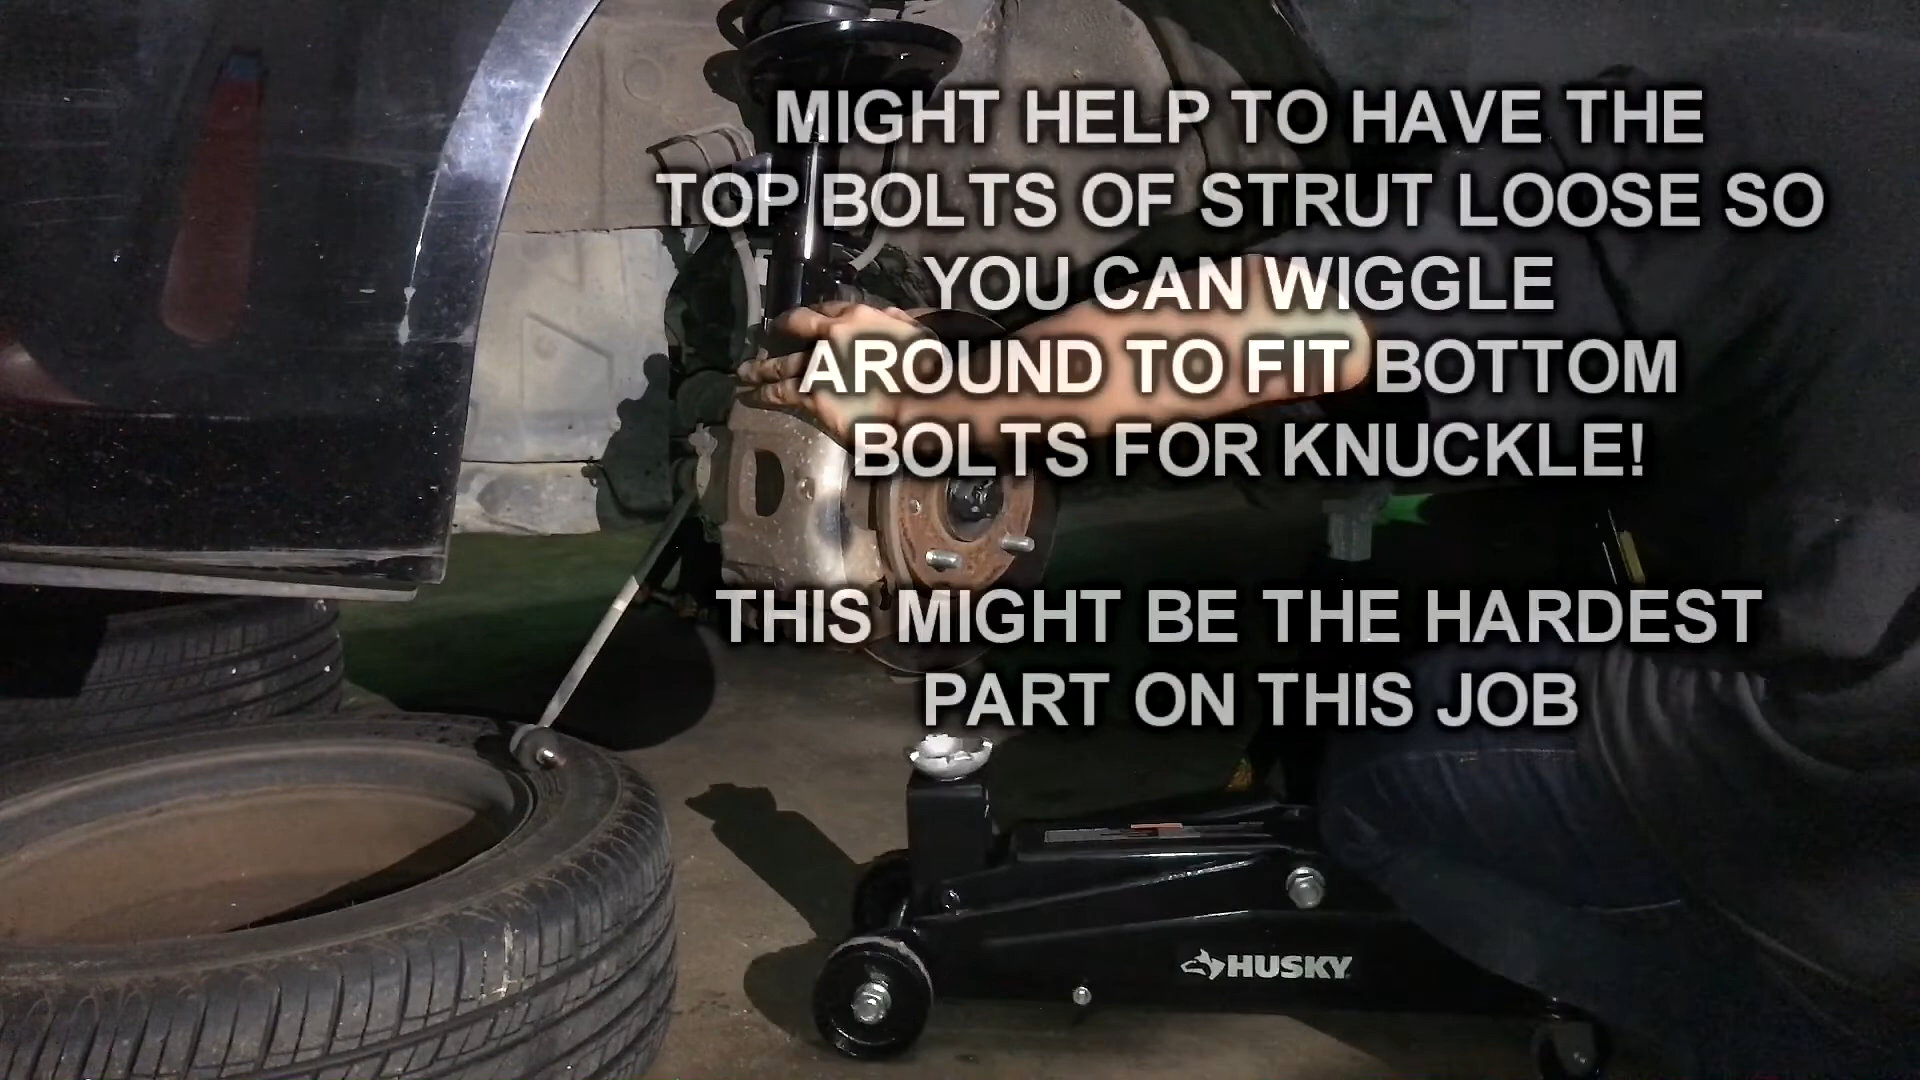 MIGHT HELP TO HAVE THE
TOP BOLTS OF STRUT LOOSE SO
YOU CAN WIGGLE
AROUND TO FIT BOTTOM
BOLTS FOR KNUCKLE!
THIS MIGHT BE THE HARDEST
PART ON THIS JOB
HUSKY